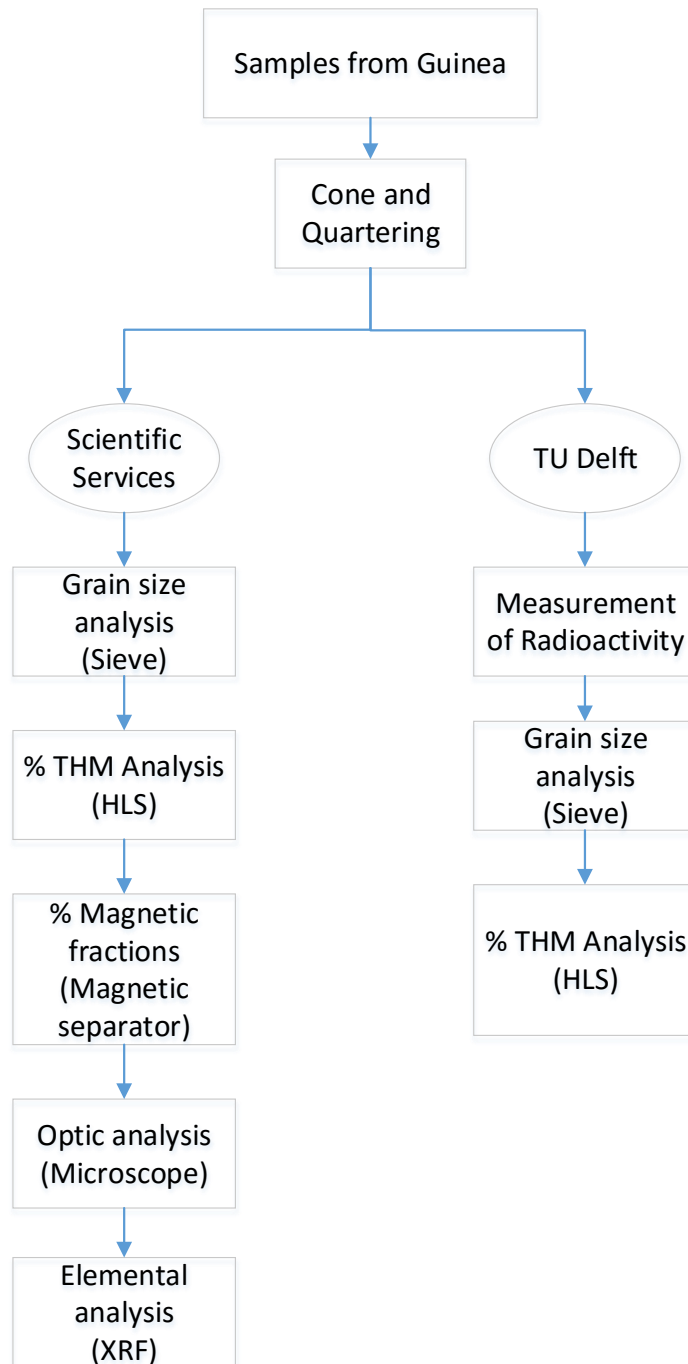 Samples from Guinea
Cone and
Quartering
Scientific
Services
Grain size
analysis
(Sieve)
% THM Analysis
(HLS)
% Magnetic
fractions
(Magnetic
separator)
Optic analysis
(Microscope)
Elemental
analysis
(XRF)
TU Delft
Measurement
of Radioactivity
Grain size
analysis
(Sieve)
% THM Analysis
(HLS)